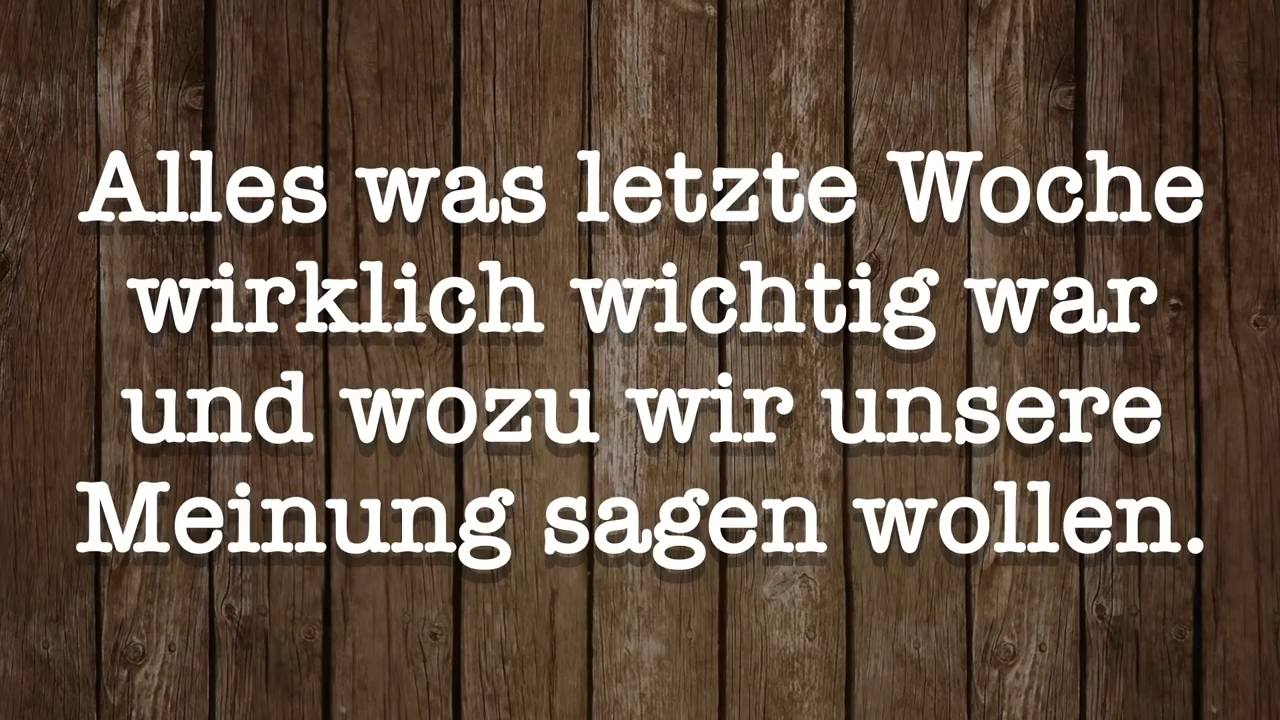 Alles was letzte Woche
wirklich wichtig war
und wozu wir unsere
Meinung sagen wollen.